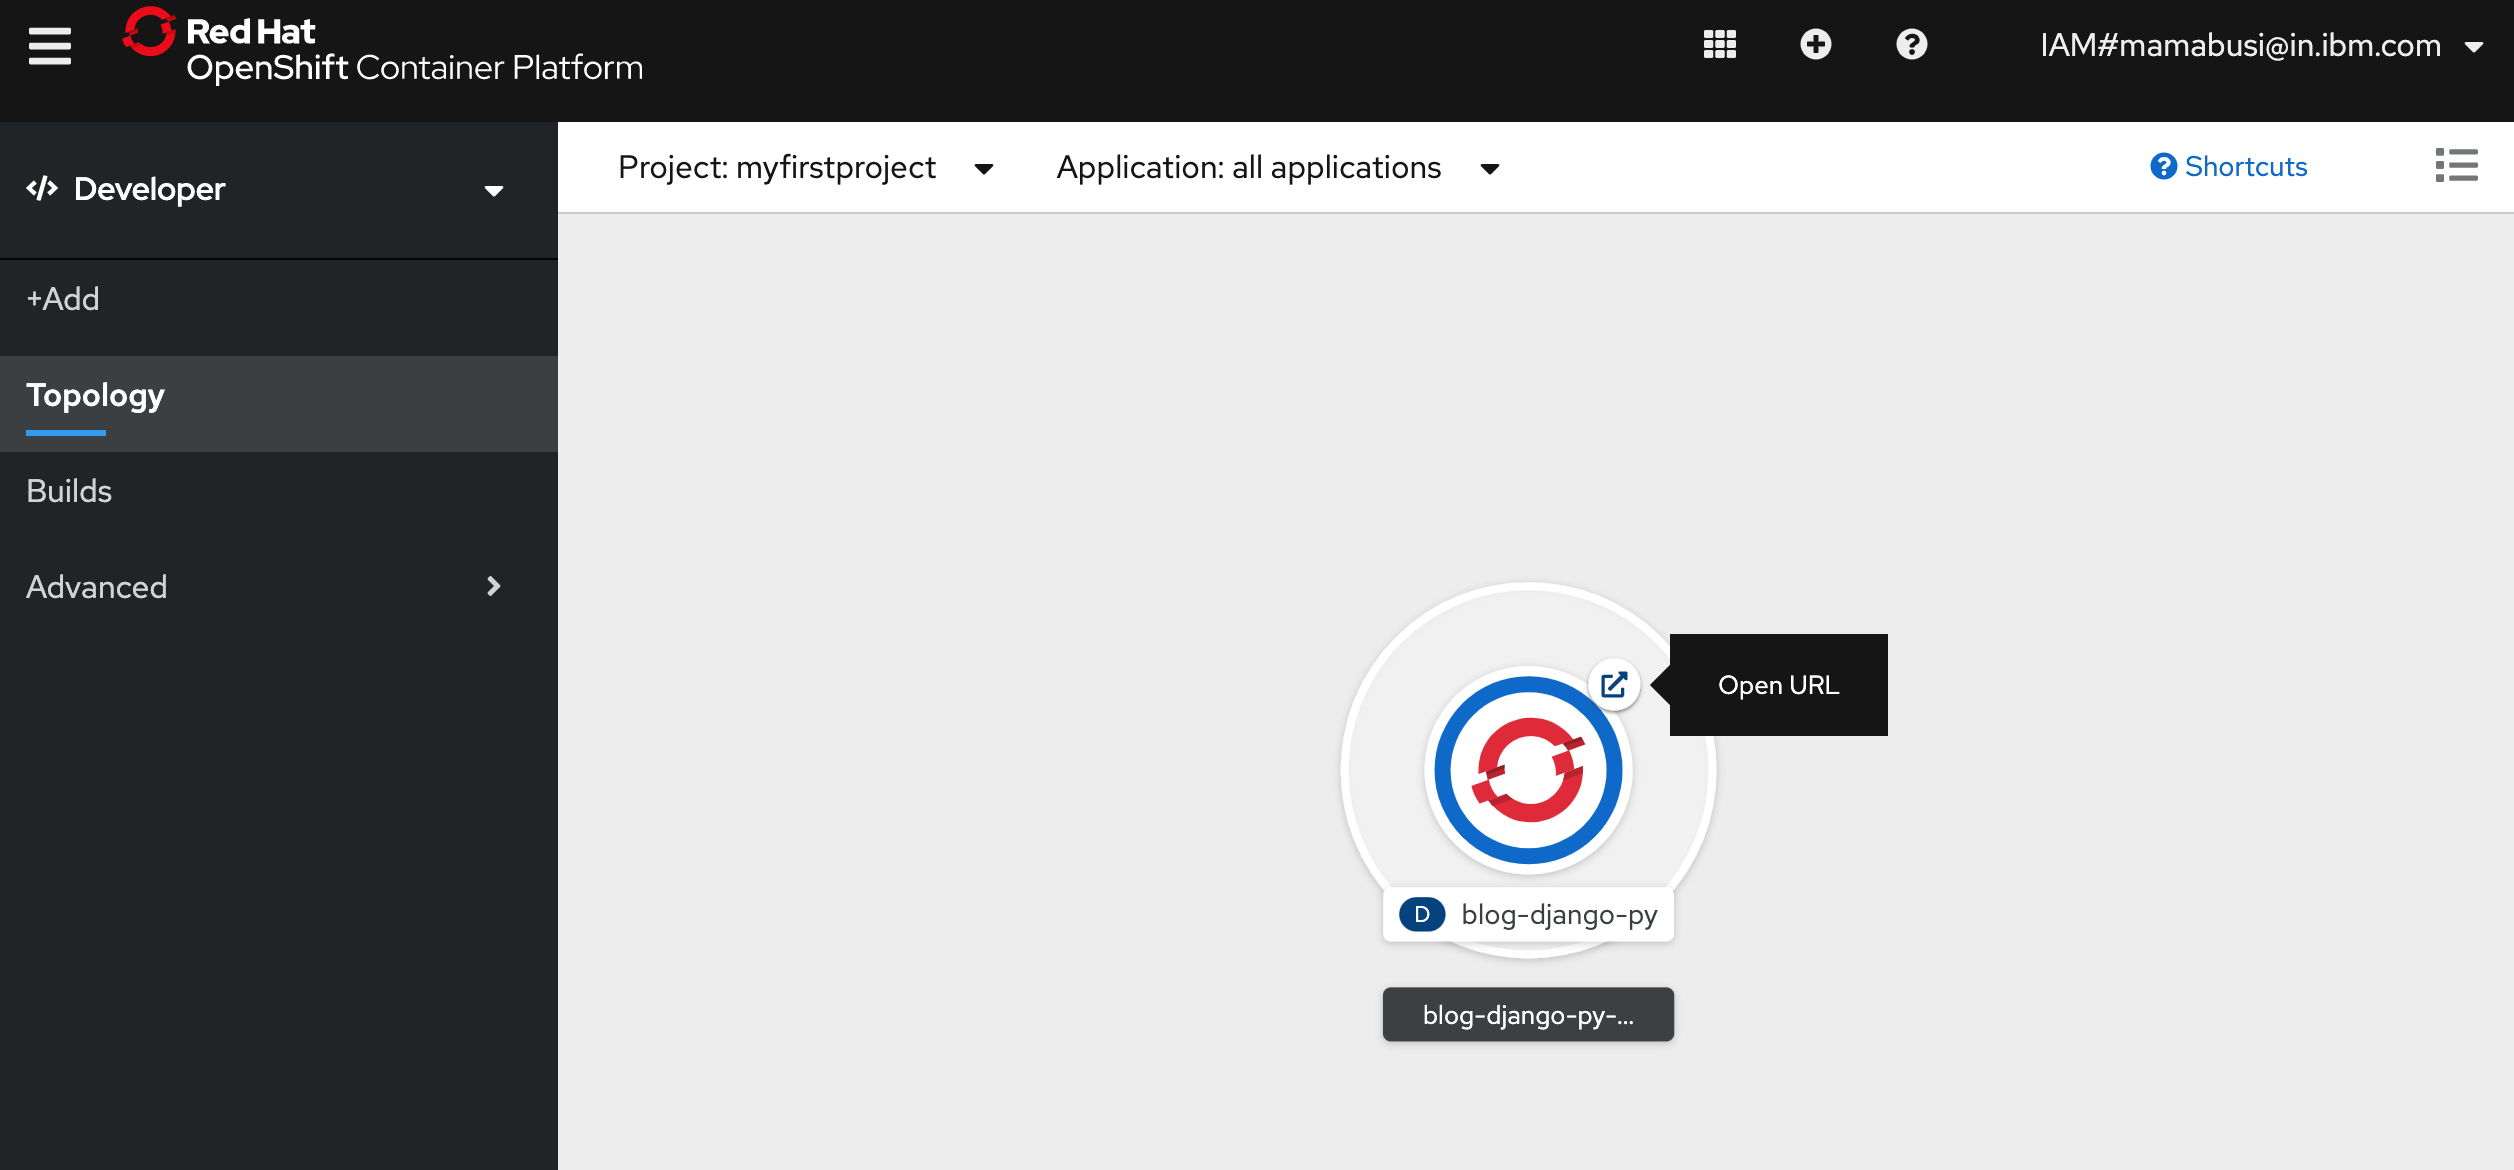 Red Hat
OpenShift Container Platform
IAM#mamabusi@in.ibm.com
Developer
Project: myfirstproject
Application: all applications
Shortcuts
+Add
Topology
Builds
Advanced
Open URL
D blog-django-py
blog-django-py-...